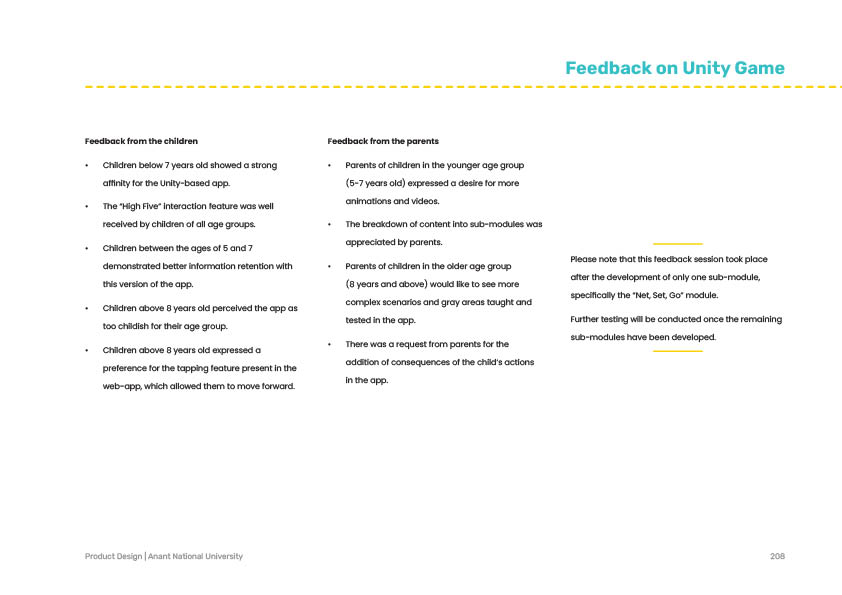 Feedback on Unity Game
Feedback from the children
• Children below 7 years old showed a strong
affinity for the Unity-based app.
• The “High Five” interaction feature was well
received by children of all age groups.
• Children between the ages of 5 and 7
demonstrated better information retention with
this version of the app.
• Children above 8 years old perceived the app as
too childish for their age group.
• Children above 8 years old expressed a
preference for the tapping feature present in the
web-app, which allowed them to move forward.
Feedback from the parents
• Parents of children in the younger age group
(5-7 years old) expressed a desire for more
animations and videos.
• The breakdown of content into sub-modules was
appreciated by parents.
• Parents of children in the older age group
(8 years and above) would like to see more
complex scenarios and gray areas taught and
tested in the app.
• There was a request from parents for the
addition of consequences of the child's actions
in the app.
Please note that this feedback session took place
after the development of only one sub-module,
specifically the “Net, Set, Go” module.
Further testing will be conducted once the remaining
sub-modules have been developed.
Product Design | Anant National University
208